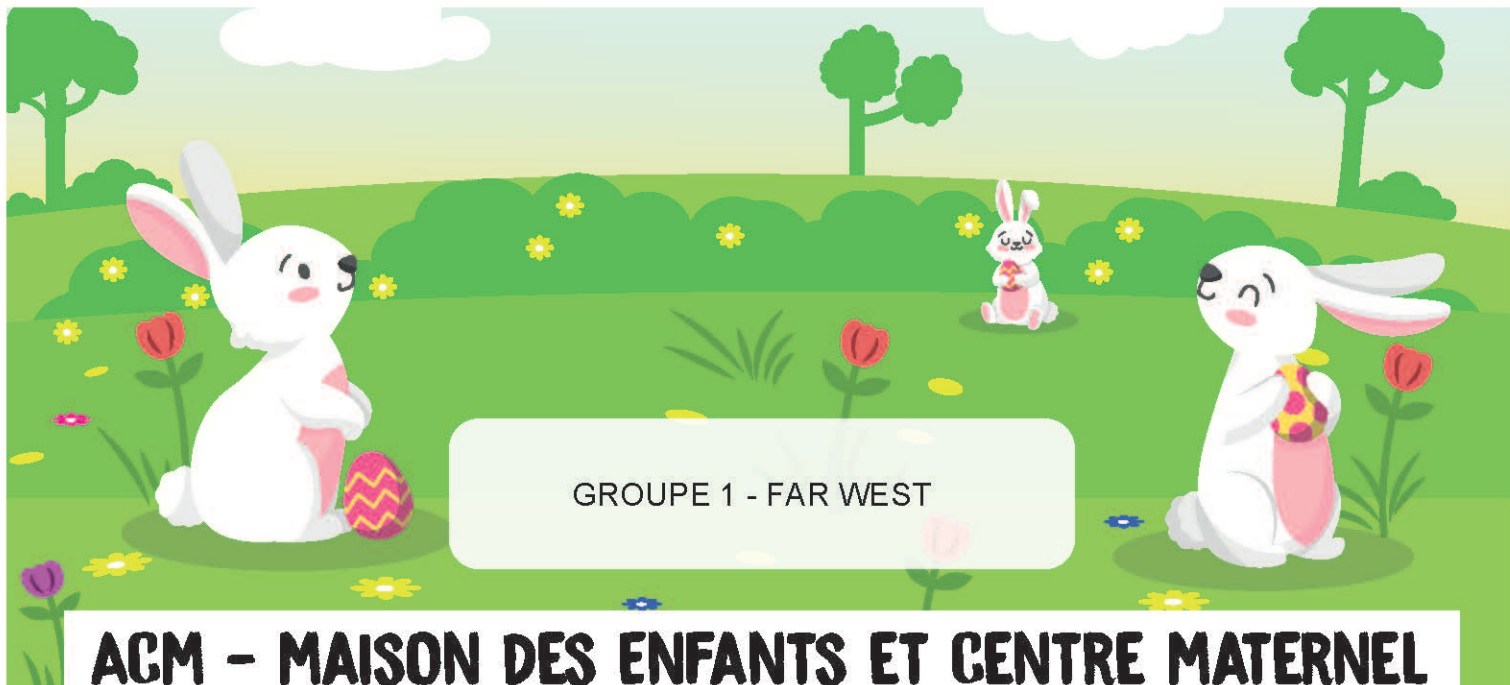 GROUPE 1 - FAR WEST
ACM - MAISON DES ENFANTS ET CENTRE MATERNEL